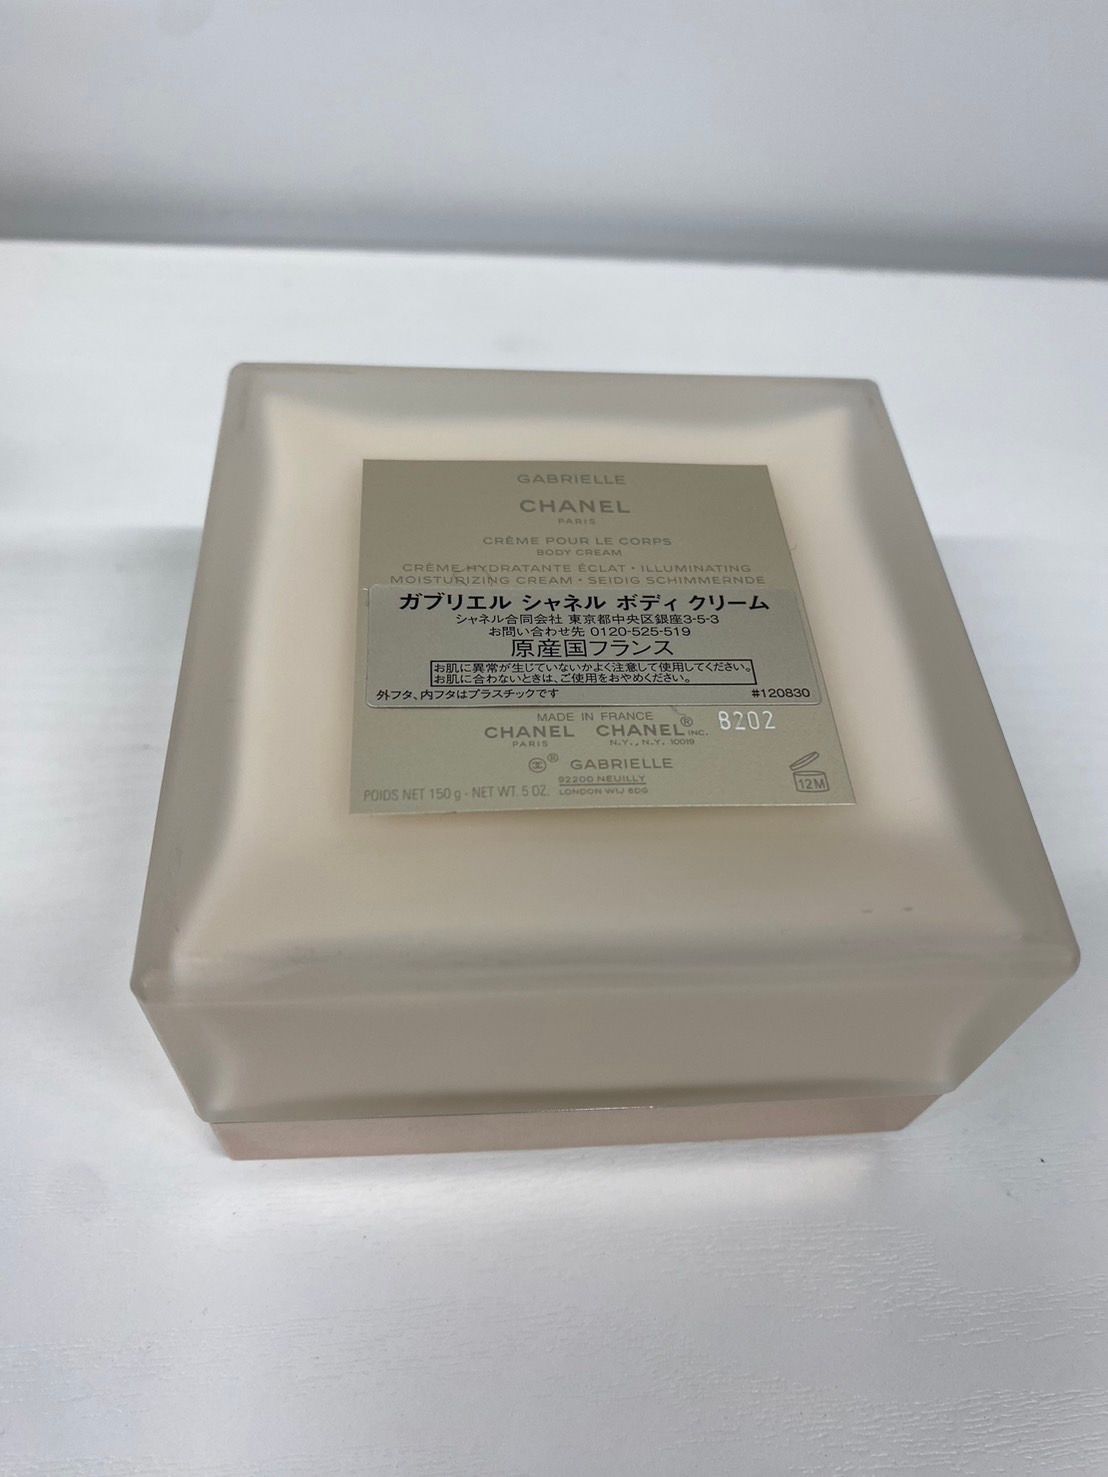 GABRIELLE
CHANEL
PARIS
CRÈME POUR LE CORPS
BODY CREAM
CRÈME HYDRATANTE ÉCLAT • ILLUMINATING
MOISTURIZING CREAM • SEIDIG SCHIMMERNDE
ガブリエル シャネル ボディ クリーム
シャネル合同会社 東京都中央区銀座3-5-3
お問い合わせ先 0120-525-519
原産国フランス
お肌に異常が生じていないかよく注意して使用してください。
お肌に合わないときは、ご使用をおやめください。
外フタ、内フタはプラスチックです #120830
MADE IN FRANCE
CHANEL CHANEL® INC. B202
PARIS N.Y., N.Y. 10019
® GABRIELLE
92200 NEUILLY
POIDS NET 150 g - NET WT. 5 OZ. LONDON W1J 6DG
12M